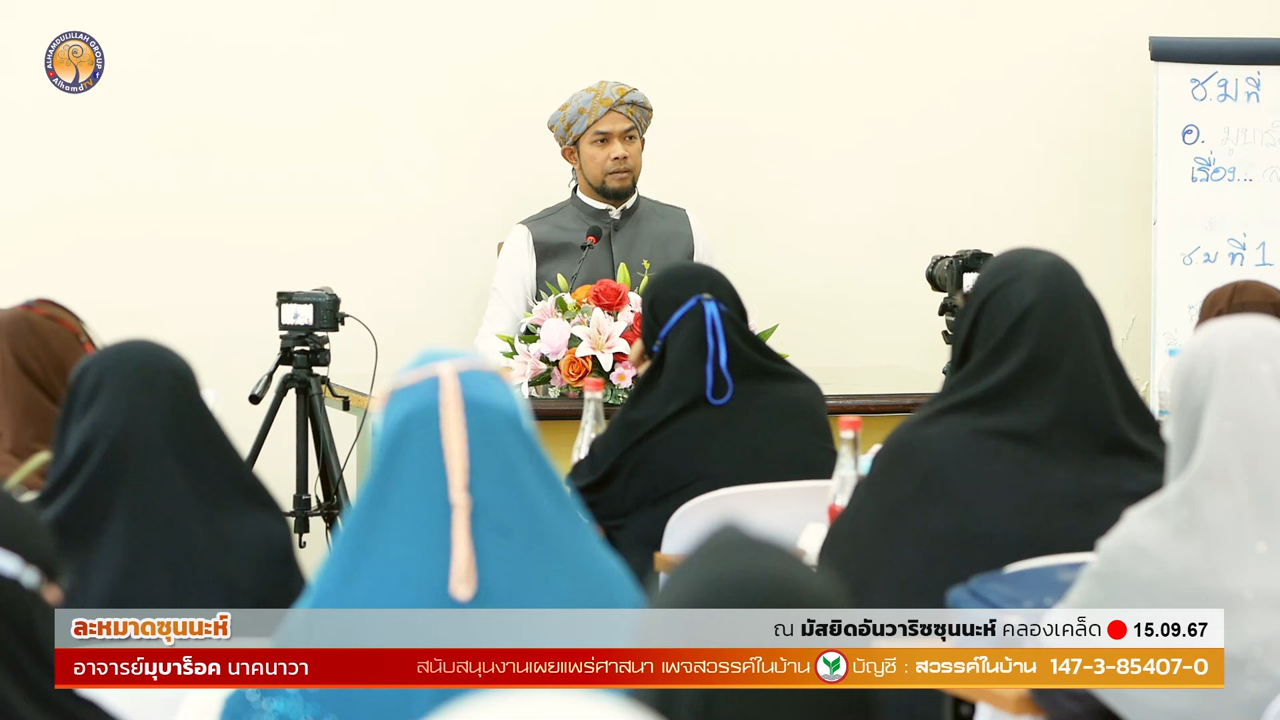 ALHAMDULILLAH GROUP
AlhamdTV
ช.ม ที่
อ. มูบาร
เรื่อง...
ช.ม ที่ 1
ละหมาดซุนนะห์
ณ มัสยิดอันวาริซซุนนะห์ คลองเคล็ด 15.09.67
อาจารย์มุบาร็อค นาคนาวา
สนับสนุนงานเผยแพร่ศาสนา เพจสวรรค์ในบ้าน บัญชี : สวรรค์ในบ้าน 147-3-85407-0